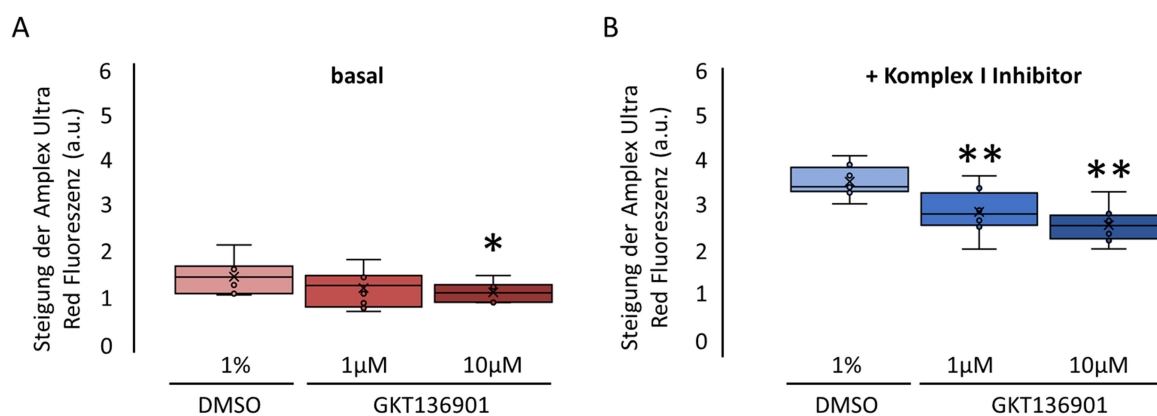 A
basal
Steigung der Amplex Ultra
Red Fluoreszenz (a.u.)
6
5
4
3
2
1
0
*
1%
1µM
10µM
DMSO
GKT136901
B
+ Komplex I Inhibitor
Steigung der Amplex Ultra
Red Fluoreszenz (a.u.)
6
5
4
3
2
1
0
**
**
1%
1µM
10µM
DMSO
GKT136901